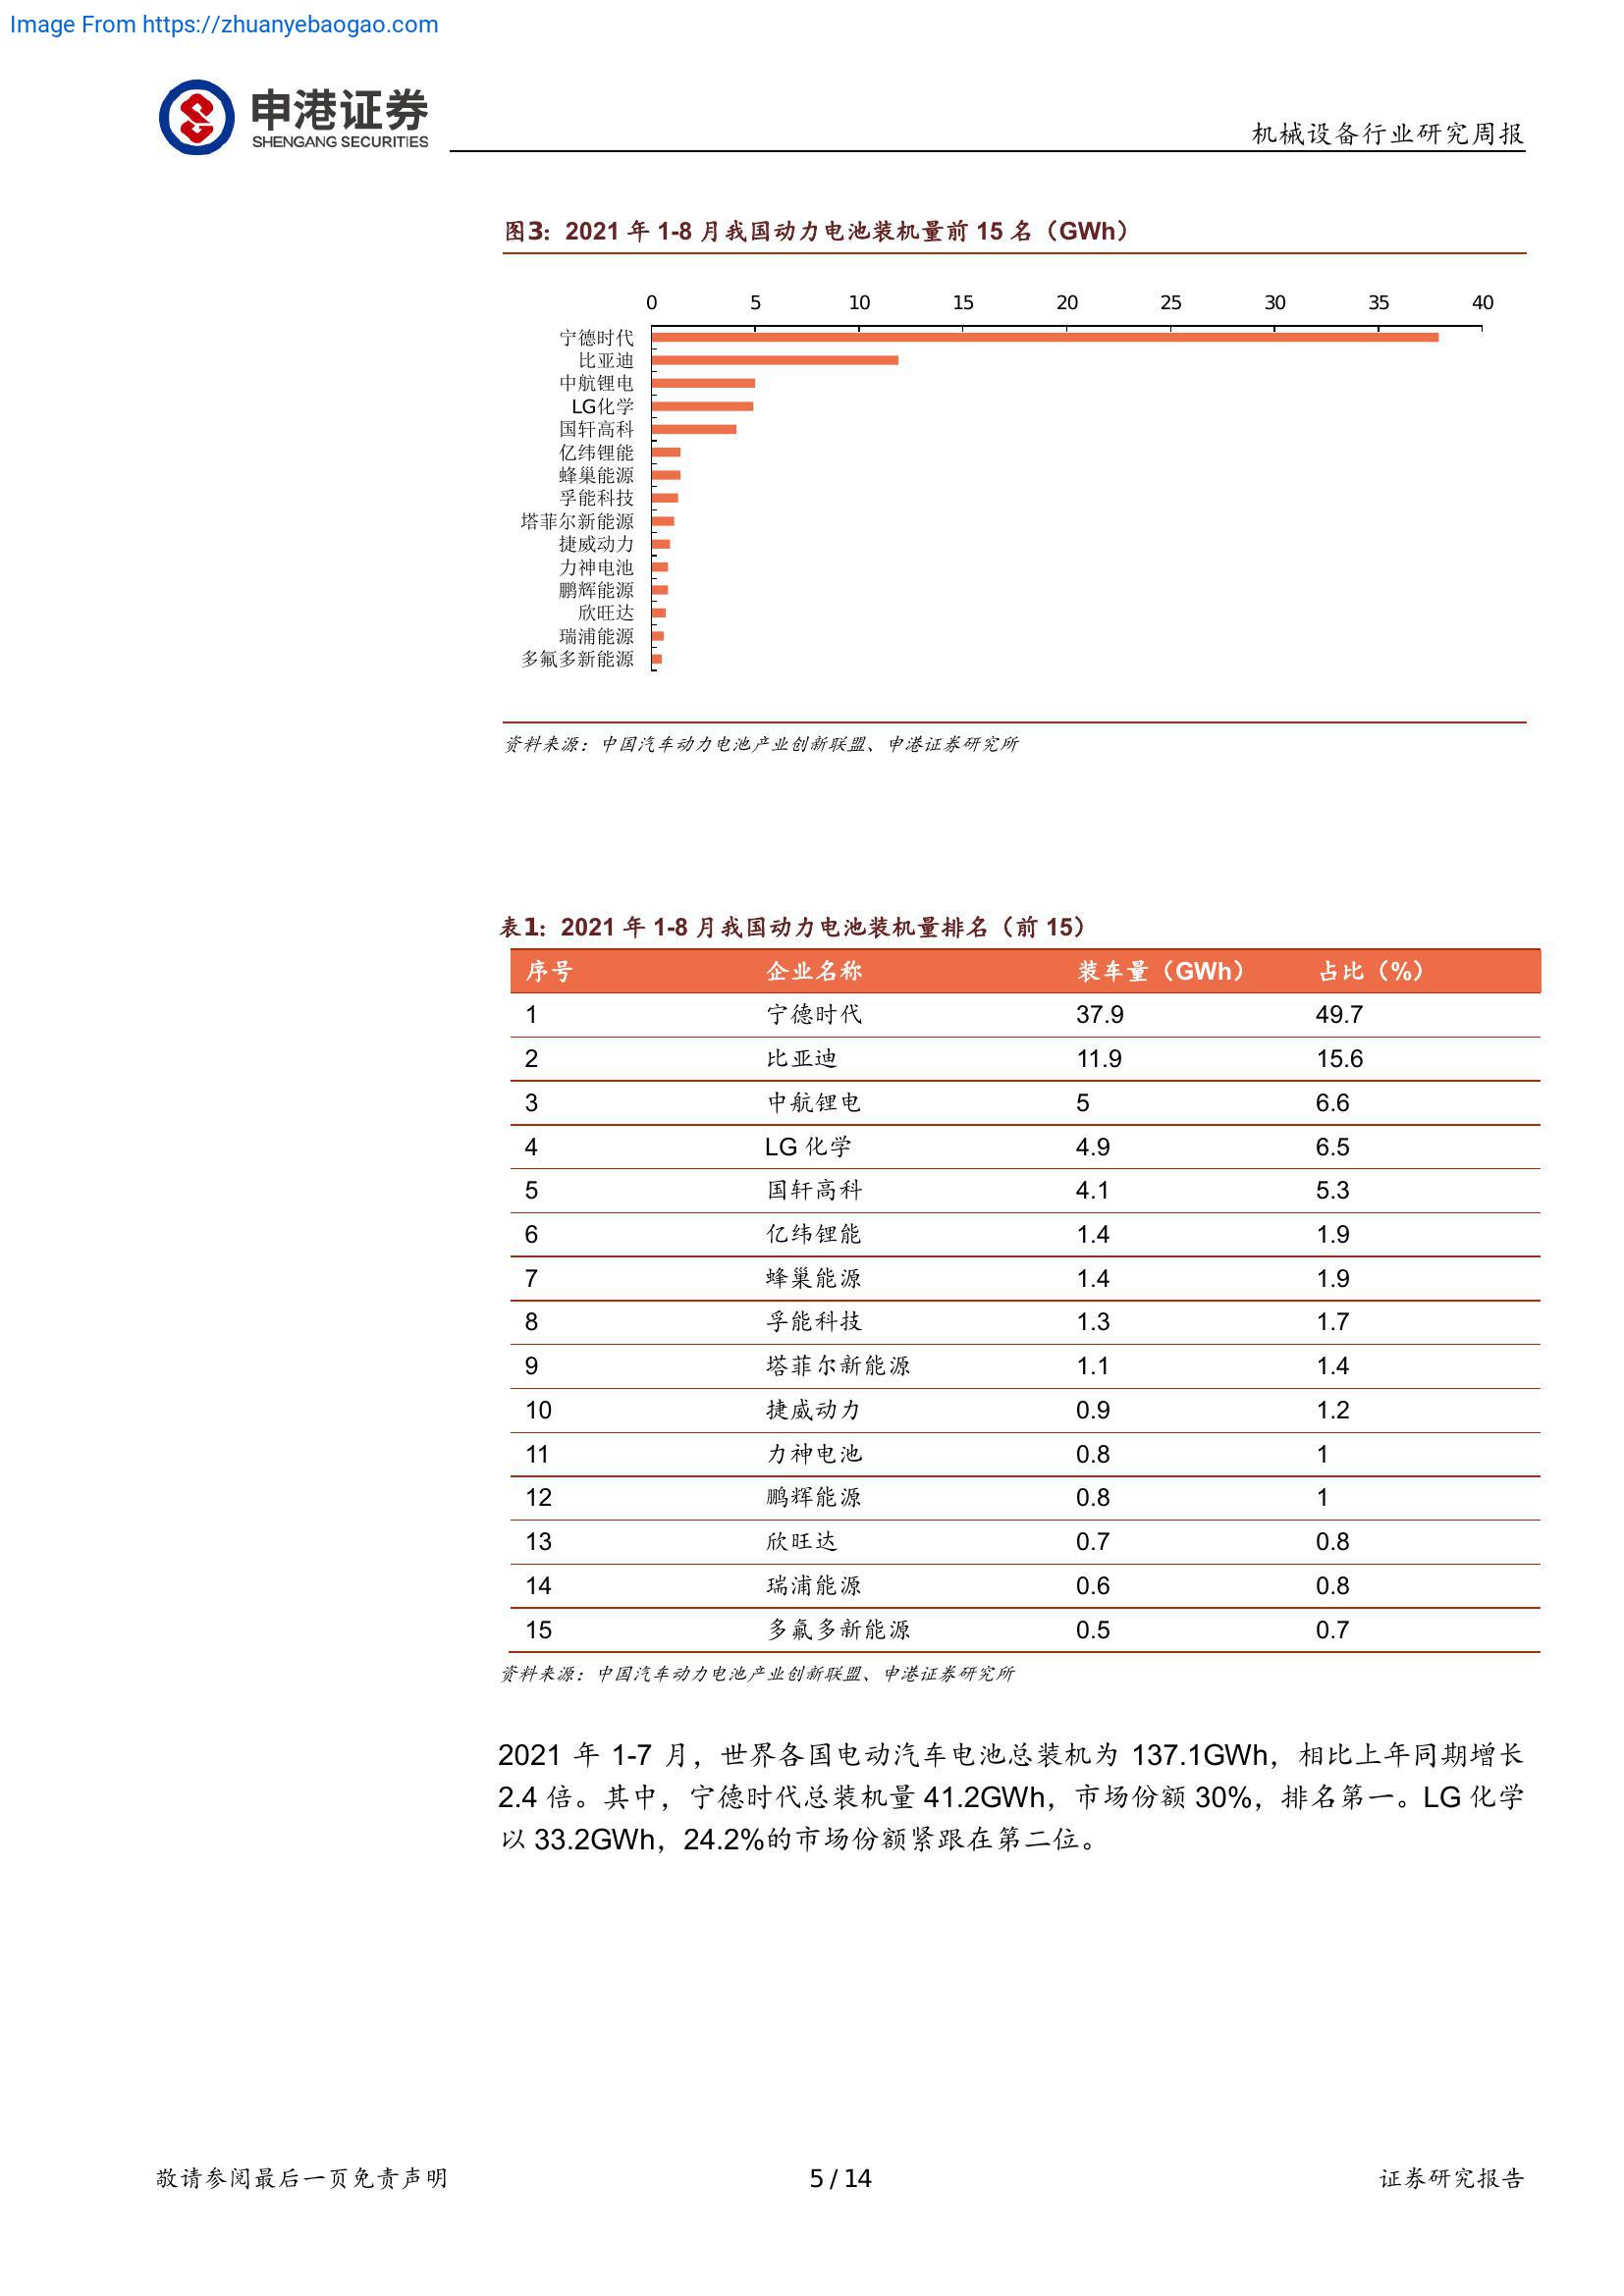 Image From https://zhuanyebaogao.com
申港证券
SHENGANG SECURITIES
机械设备行业研究周报
图3：2021 年 1-8 月我国动力电池装机量前 15 名（GWh）
0 5 10 15 20 25 30 35 40
宁德时代
比亚迪
中航锂电
LG化学
国轩高科
亿纬锂能
蜂巢能源
孚能科技
塔菲尔新能源
捷威动力
力神电池
鹏辉能源
欣旺达
瑞浦能源
多氟多新能源
资料来源：中国汽车动力电池产业创新联盟、申港证券研究所
表1：2021 年 1-8 月我国动力电池装机量排名（前 15）
序号 企业名称 装车量（GWh） 占比（%）
1 宁德时代 37.9 49.7
2 比亚迪 11.9 15.6
3 中航锂电 5 6.6
4 LG 化学 4.9 6.5
5 国轩高科 4.1 5.3
6 亿纬锂能 1.4 1.9
7 蜂巢能源 1.4 1.9
8 孚能科技 1.3 1.7
9 塔菲尔新能源 1.1 1.4
10 捷威动力 0.9 1.2
11 力神电池 0.8 1
12 鹏辉能源 0.8 1
13 欣旺达 0.7 0.8
14 瑞浦能源 0.6 0.8
15 多氟多新能源 0.5 0.7
资料来源：中国汽车动力电池产业创新联盟、申港证券研究所
2021 年 1-7 月，世界各国电动汽车电池总装机为 137.1GWh，相比上年同期增长
2.4 倍。其中，宁德时代总装机量 41.2GWh，市场份额 30%，排名第一。LG 化学
以 33.2GWh，24.2%的市场份额紧跟在第二位。
敬请参阅最后一页免责声明 5 / 14 证券研究报告